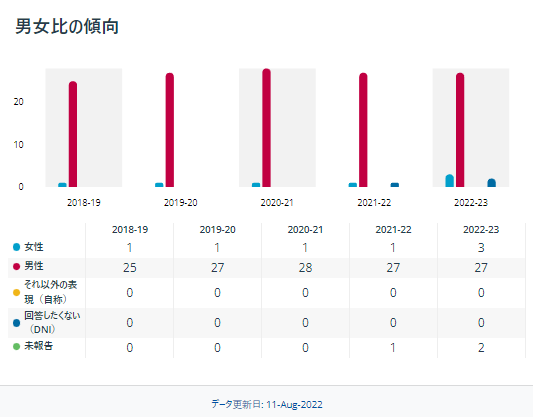 男女比の傾向
20
10
0
2018-19 2019-20 2020-21 2021-22 2022-23
2018-19 2019-20 2020-21 2021-22 2022-23
女性 1 1 1 1 3
男性 25 27 28 27 27
それ以外の表
現（自称） 0 0 0 0 0
回答したくない
（DNI） 0 0 0 0 0
未報告 0 0 0 1 2
データ更新日: 11-Aug-2022